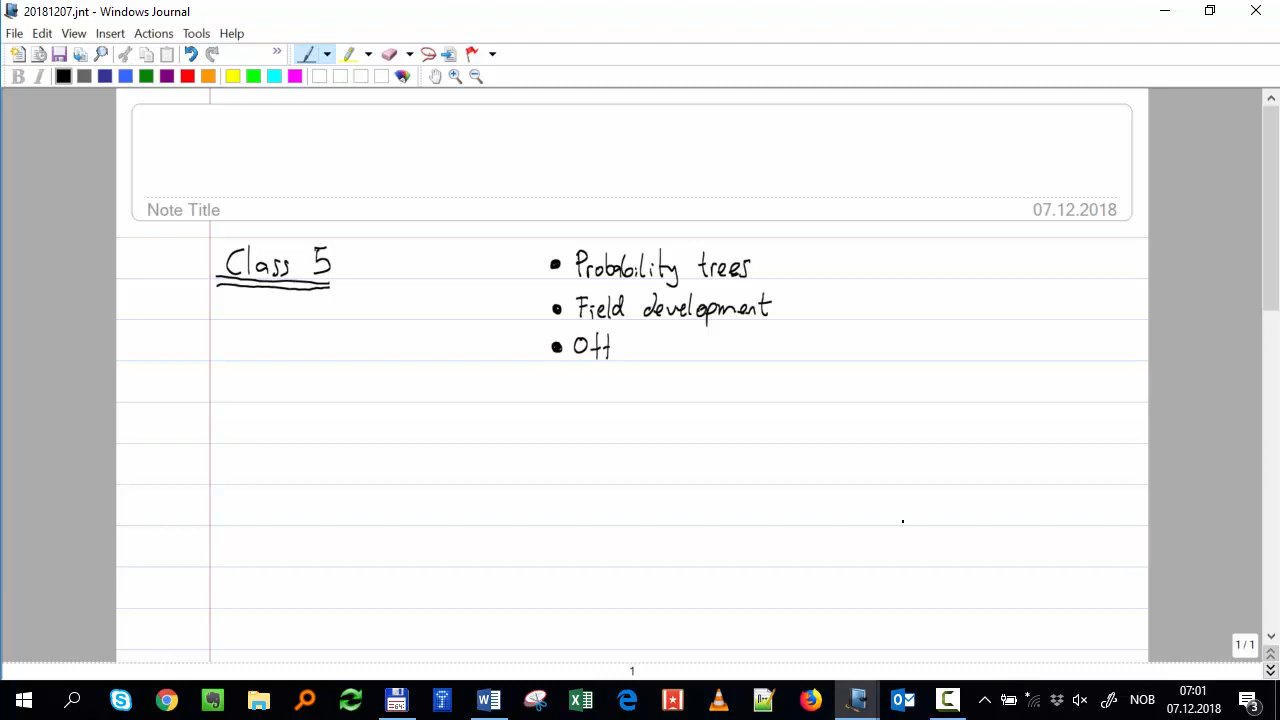 20181207.jnt - Windows Journal
File Edit View Insert Actions Tools Help
B I
Note Title 07.12.2018
Class 5
• Probability trees
• Field development
• Off
1/1
1
NOB
07:01
07.12.2018
3